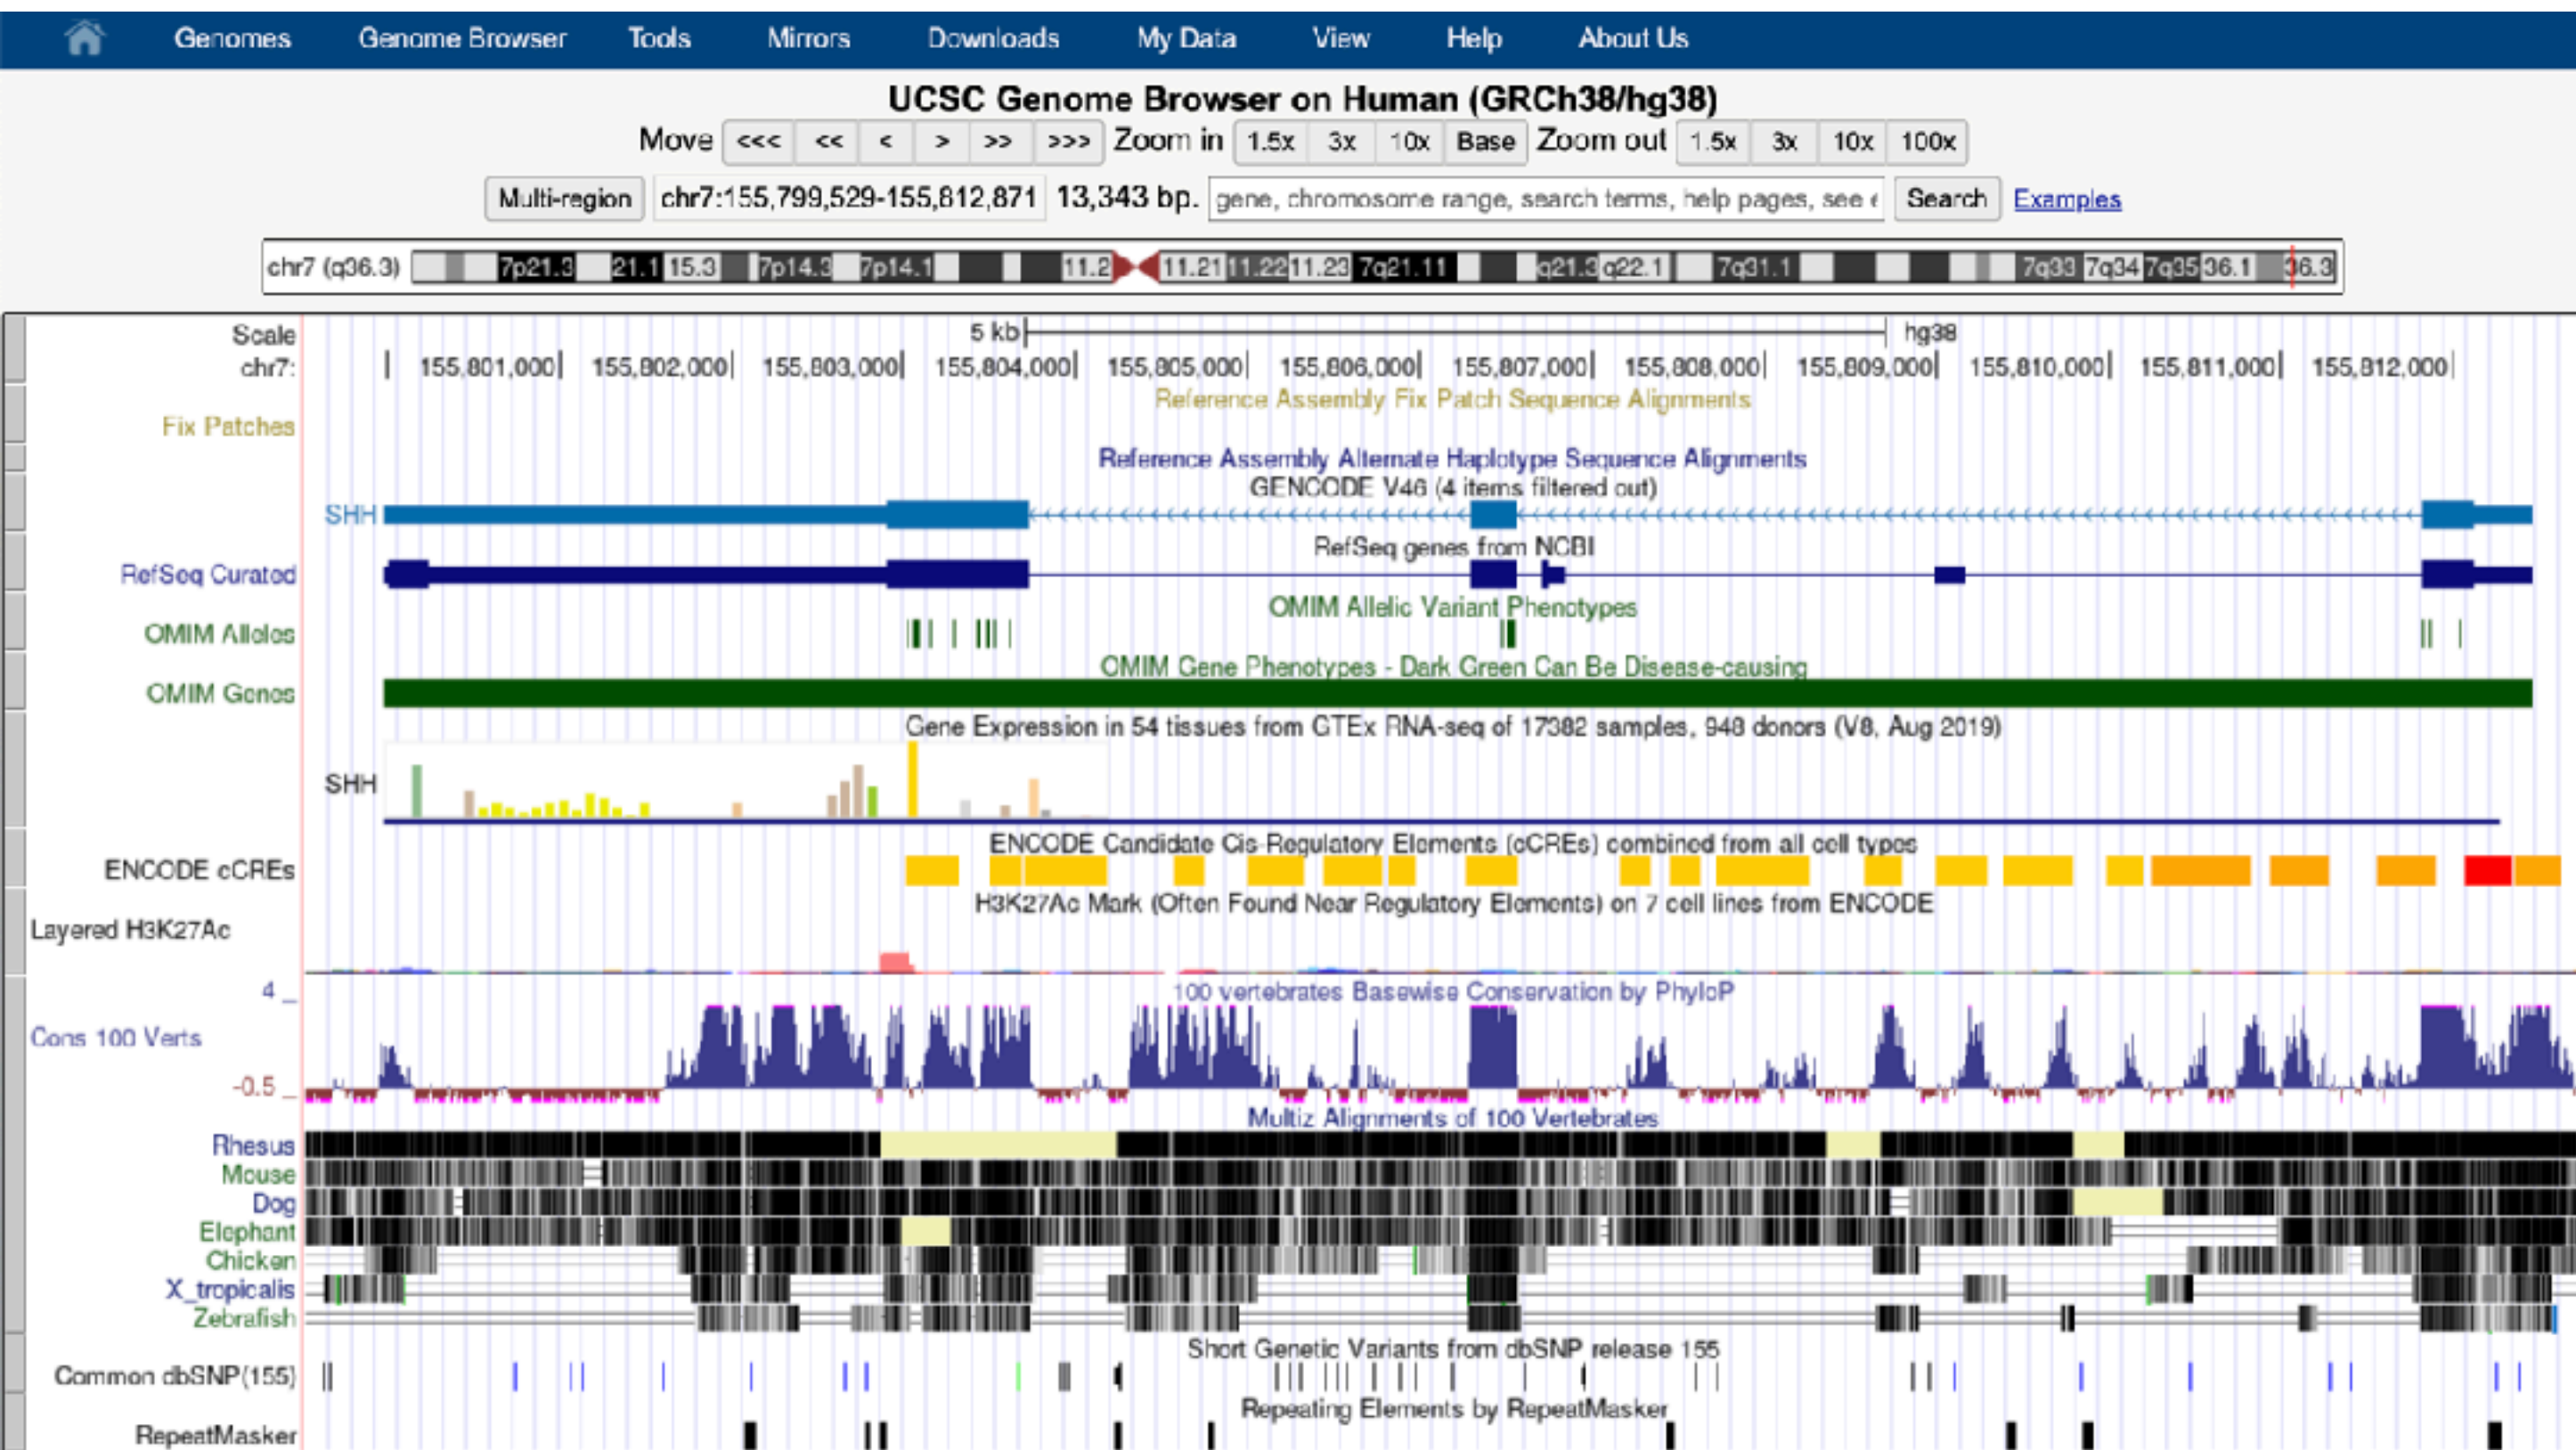 Genomes Genome Browser Tools Mirrors Downloads My Data View Help About Us
UCSC Genome Browser on Human (GRCh38/hg38)
Move <<< << < > >> >>> Zoom in 1.5x 3x 10x Base Zoom out 1.5x 3x 10x 100x
Multi-region chr7:155,799,529-155,812,871 13,343 bp. gene, chromosome range, search terms, help pages, see Search Examples
chr7 (q36.3) 7p21.3 21.1 15.3 7p14.3 7p14.1 11.2 11.21 11.22 11.23 7q21.11 q21.3 q22.1 7q31.1 7q33 7q34 7q35 36.1 36.3
Scale 5 kb hg38
chr7: 155,801,000 155,802,000 155,803,000 155,804,000 155,805,000 155,806,000 155,807,000 155,808,000 155,809,000 155,810,000 155,811,000 155,812,000
Reference Assembly Fix Patch Sequence Alignments
Fix Patches
Reference Assembly Alternate Haplotype Sequence Alignments
GENCODE V46 (4 items filtered out)
SHH
RefSeq genes from NCBI
RefSeq Curated
OMIM Allelic Variant Phenotypes
OMIM Alleles
OMIM Gene Phenotypes - Dark Green Can Be Disease-causing
OMIM Genes
Gene Expression in 54 tissues from GTEx RNA-seq of 17382 samples, 948 donors (V8, Aug 2019)
SHH
ENCODE Candidate Cis-Regulatory Elements (cCREs) combined from all cell types
ENCODE cCREs
H3K27Ac Mark (Often Found Near Regulatory Elements) on 7 cell lines from ENCODE
Layered H3K27Ac
4 _
100 vertebrates Basewise Conservation by PhyloP
Cons 100 Verts
-0.5 _
Multiz Alignments of 100 Vertebrates
Rhesus
Mouse
Dog
Elephant
Chicken
X_tropicalis
Zebrafish
Short Genetic Variants from dbSNP release 155
Common dbSNP(155)
Repeating Elements by RepeatMasker
RepeatMasker